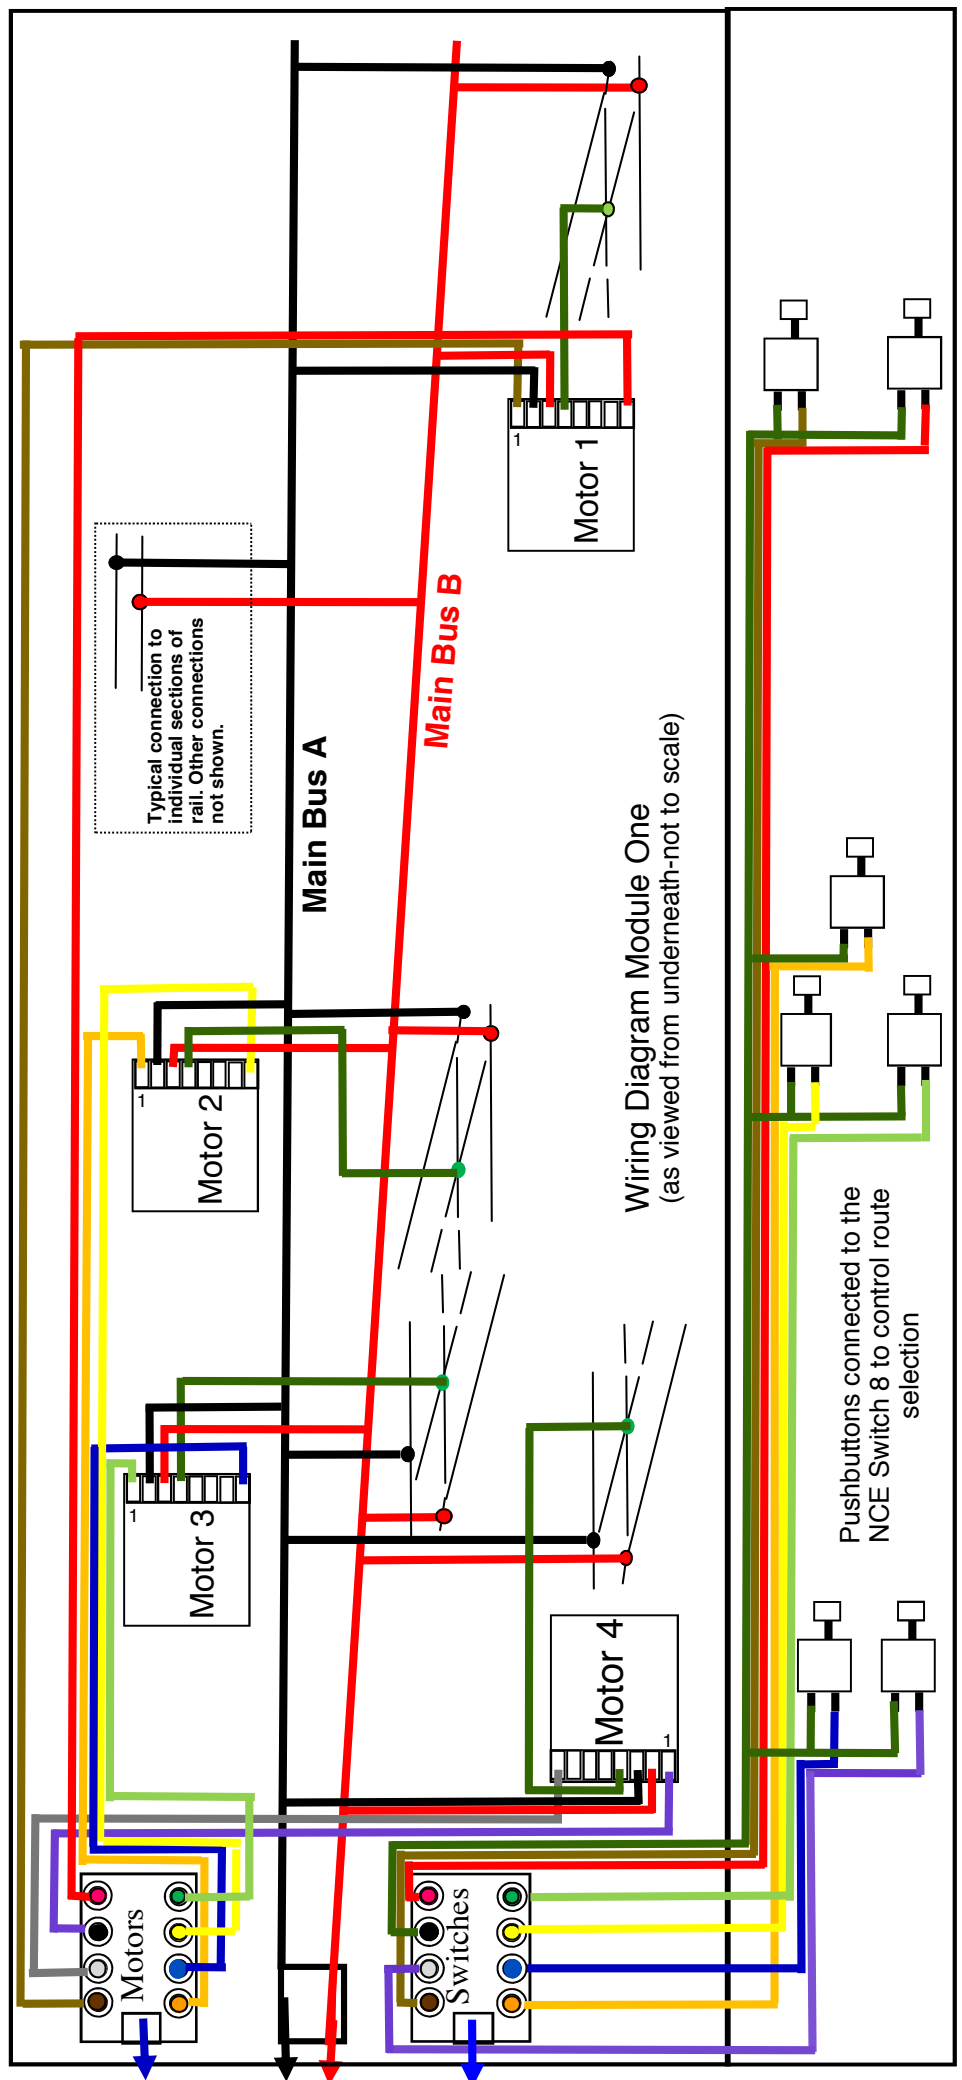 1
Motor 1
Typical connection to
individual sections of
rail. Other connections
not shown.
Main Bus A
Main Bus B
Wiring Diagram Module One
(as viewed from underneath-not to scale)
1
Motor 2
1
Motor 3
Motor 4
1
Pushbuttons connected to the
NCE Switch 8 to control route
selection
Motors
Switches